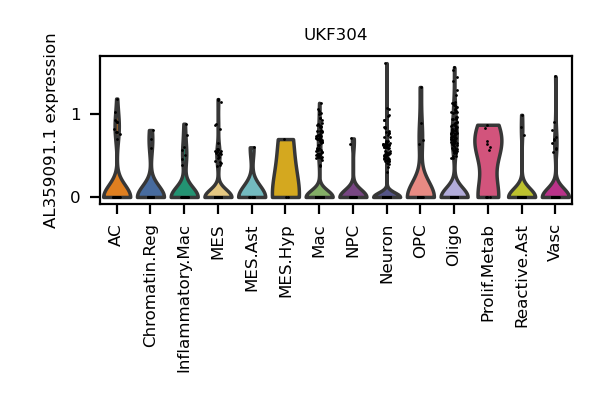 UKF304
AL359091.1 expression
1
0
AC
Chromatin.Reg
Inflammatory.Mac
MES
MES.Ast
MES.Hyp
Mac
NPC
Neuron
OPC
Oligo
Prolif.Metab
Reactive.Ast
Vasc